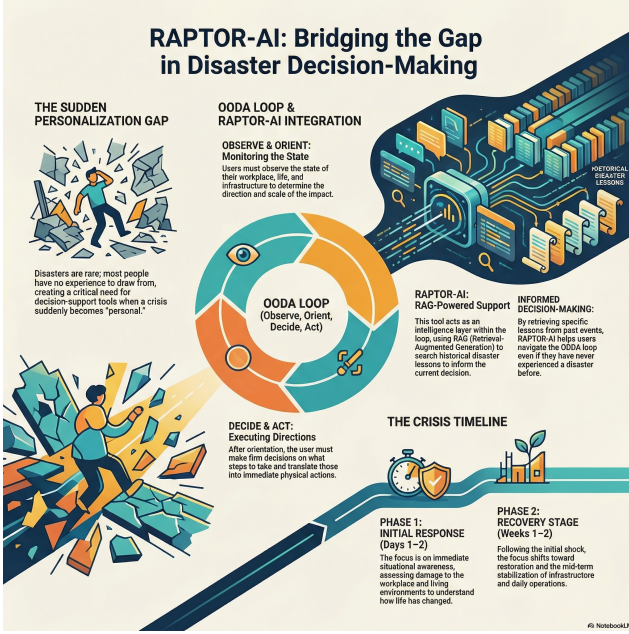 RAPTOR-AI: Bridging the Gap
in Disaster Decision-Making
THE SUDDEN
PERSONALIZATION GAP
Disasters are rare; most people
have no experience to draw from,
creating a critical need for
decision-support tools when a crisis
suddenly becomes "personal."
OODA LOOP &
RAPTOR-AI INTEGRATION
OBSERVE & ORIENT:
Monitoring the State
Users must observe the state of
their workplace, life, and
infrastructure to determine the
direction and scale of the impact.
OODA LOOP
(Observe, Orient,
Decide, Act)
LESSONS
RAPTOR-AI:
RAG-Powered Support
This tool acts as an
intelligence layer within the
loop, using RAG (Retrieval-
Augmented Generation) to
search historical disaster
lessons to inform the
current decision.
INFORMED
DECISION-MAKING:
By retrieving specific
lessons from past events,
RAPTOR-AI helps users
navigate the ODDA loop
even if they have never
experienced a disaster
before.
DECIDE & ACT:
Executing Directions
After orientation, the user must
make firm decisions on what
steps to take and translate those
into immediate physical actions.
THE CRISIS TIMELINE
PHASE 1:
INITIAL RESPONSE
(Days 1–2)
The focus is on immediate
situational awareness,
assessing damage to the
workplace and living
environments to understand
how life has changed.
PHASE 2:
RECOVERY STAGE
(Weeks 1–2)
Following the initial shock,
the focus shifts toward
restoration and the mid-term
stabilization of infrastructore
and daily operations.
NotebookLM